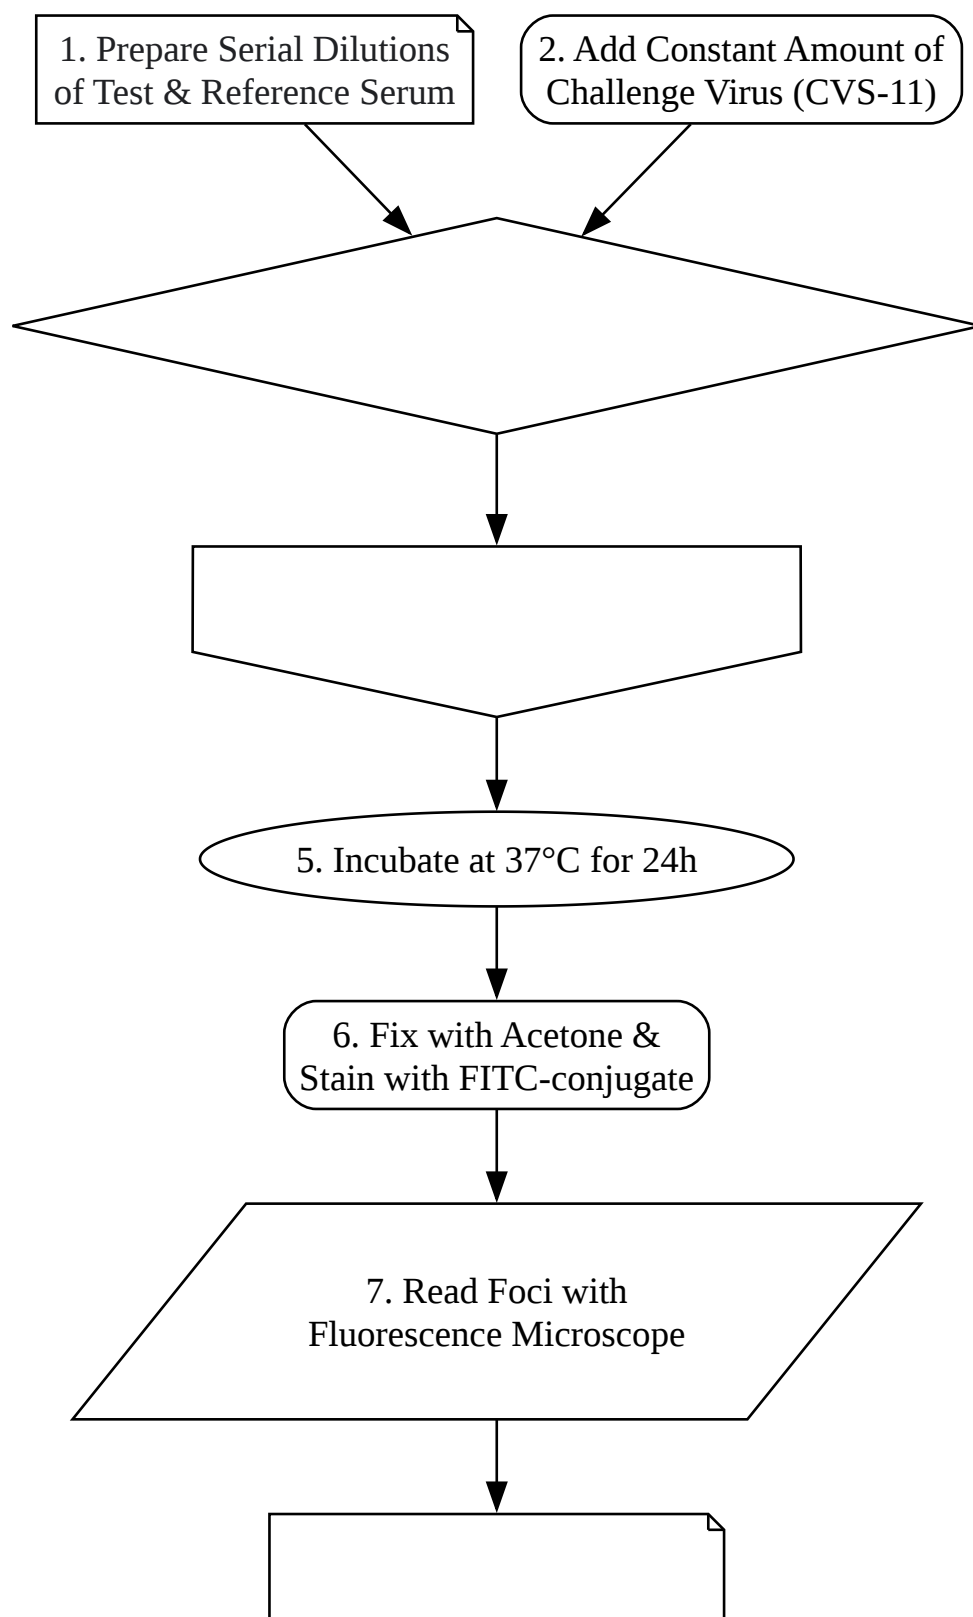 1. Prepare Serial Dilutions
of Test & Reference Serum
2. Add Constant Amount of
Challenge Virus (CVS-11)
5. Incubate at 37°C for 24h
6. Fix with Acetone &
Stain with FITC-conjugate
7. Read Foci with
Fluorescence Microscope